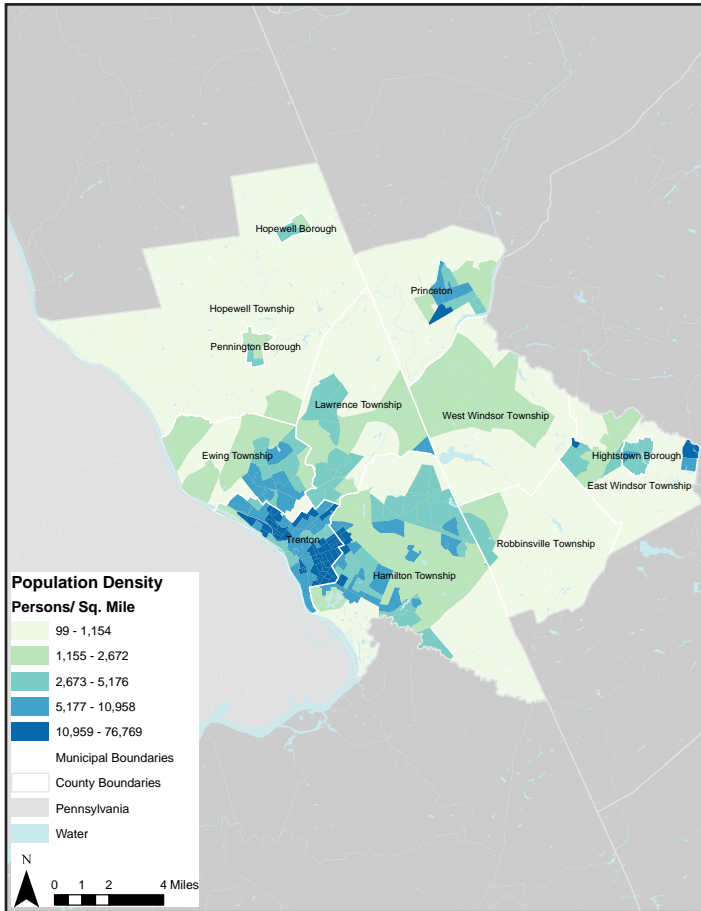 Hopewell Borough
Princeton
Hopewell Township
Pennington Borough
Lawrence Township
West Windsor Township
Ewing Township
Hightstown Borough
East Windsor Township
Trenton
Robbinsville Township
Hamilton Township
Population Density
Persons/ Sq. Mile
99 - 1,154
1,155 - 2,672
2,673 - 5,176
5,177 - 10,958
10,959 - 76,769
Municipal Boundaries
County Boundaries
Pennsylvania
Water
N
0 1 2 4 Miles